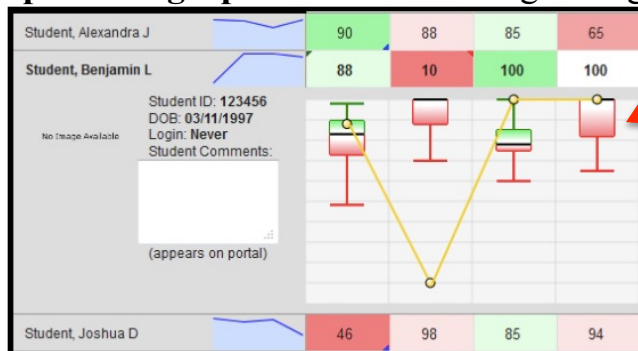 Student, Alexandra J 90 88 85 65
Student, Benjamin L 88 10 100 100
No Image Available
Student ID: 123456
DOB: 03/11/1997
Login: Never
Student Comments:
(appears on portal)
Student, Joshua D 46 98 85 94